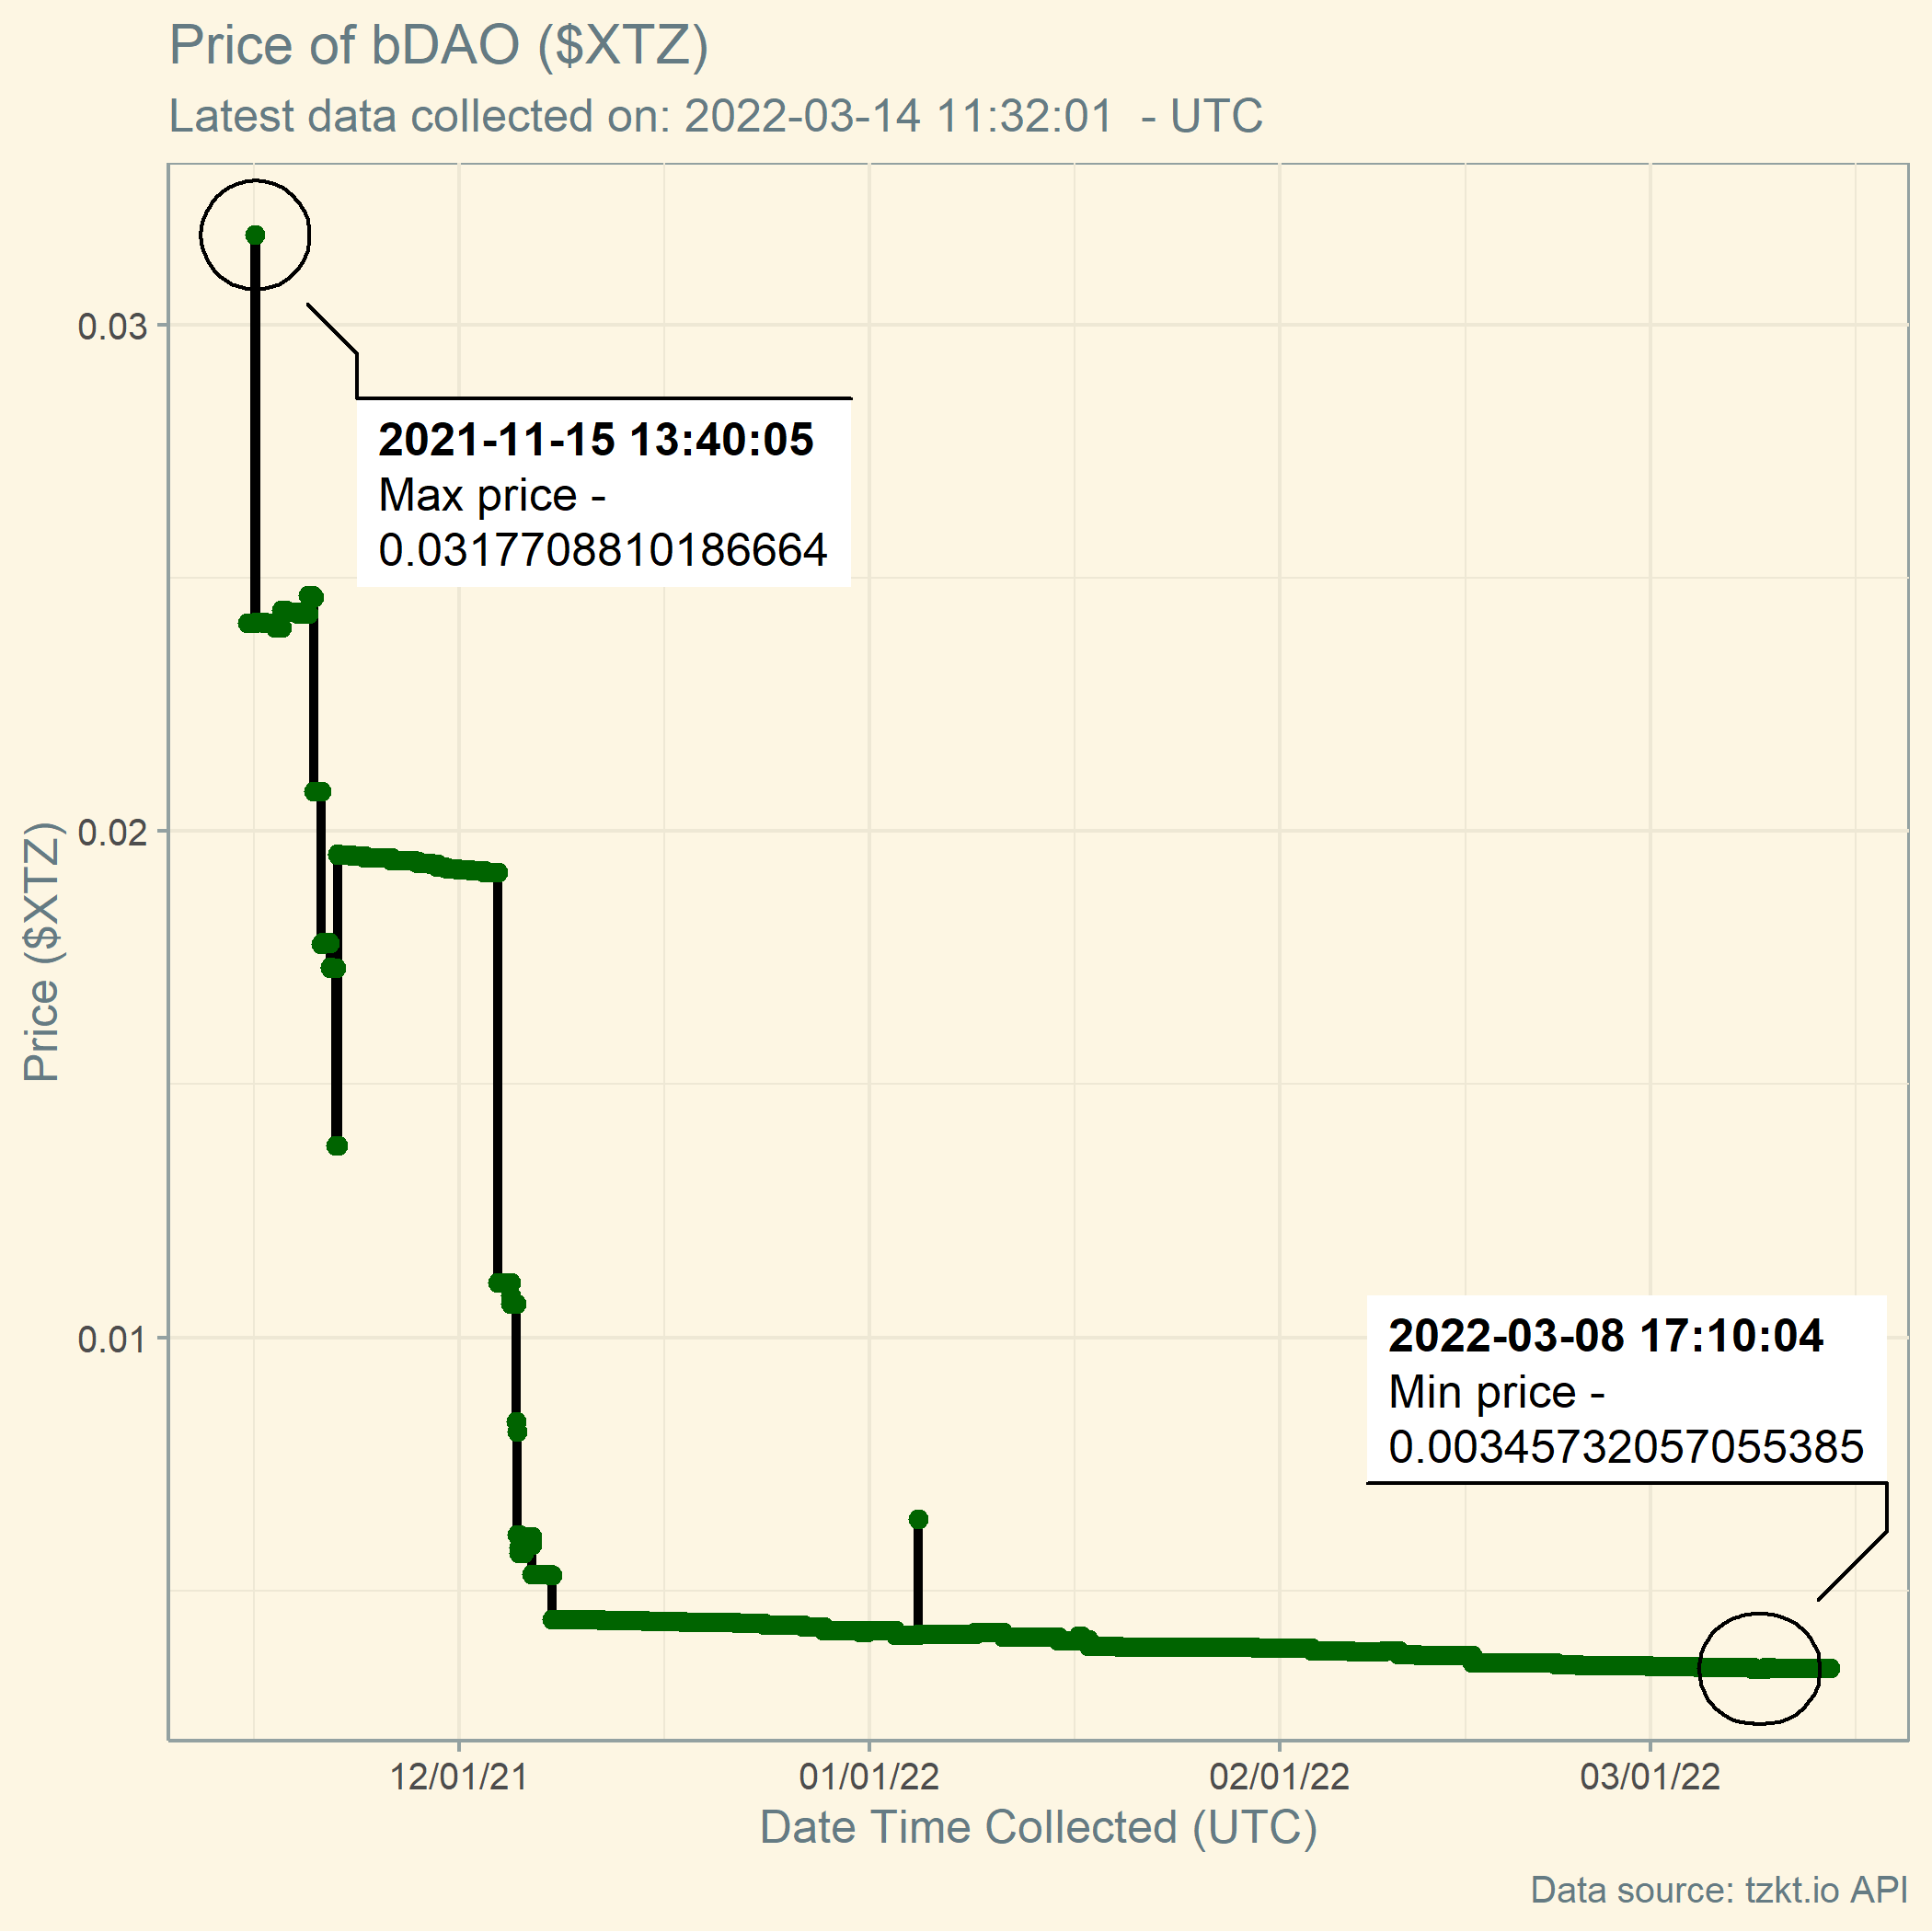 Price of bDAO ($XTZ)
Latest data collected on: 2022-03-14 11:32:01  - UTC
0.03
2021-11-15 13:40:05
Max price -
0.0317708810186664
0.02
Price ($XTZ)
0.01
2022-03-08 17:10:04
Min price -
0.00345732057055385
12/01/21
01/01/22
02/01/22
03/01/22
Date Time Collected (UTC)
Data source: tzkt.io API